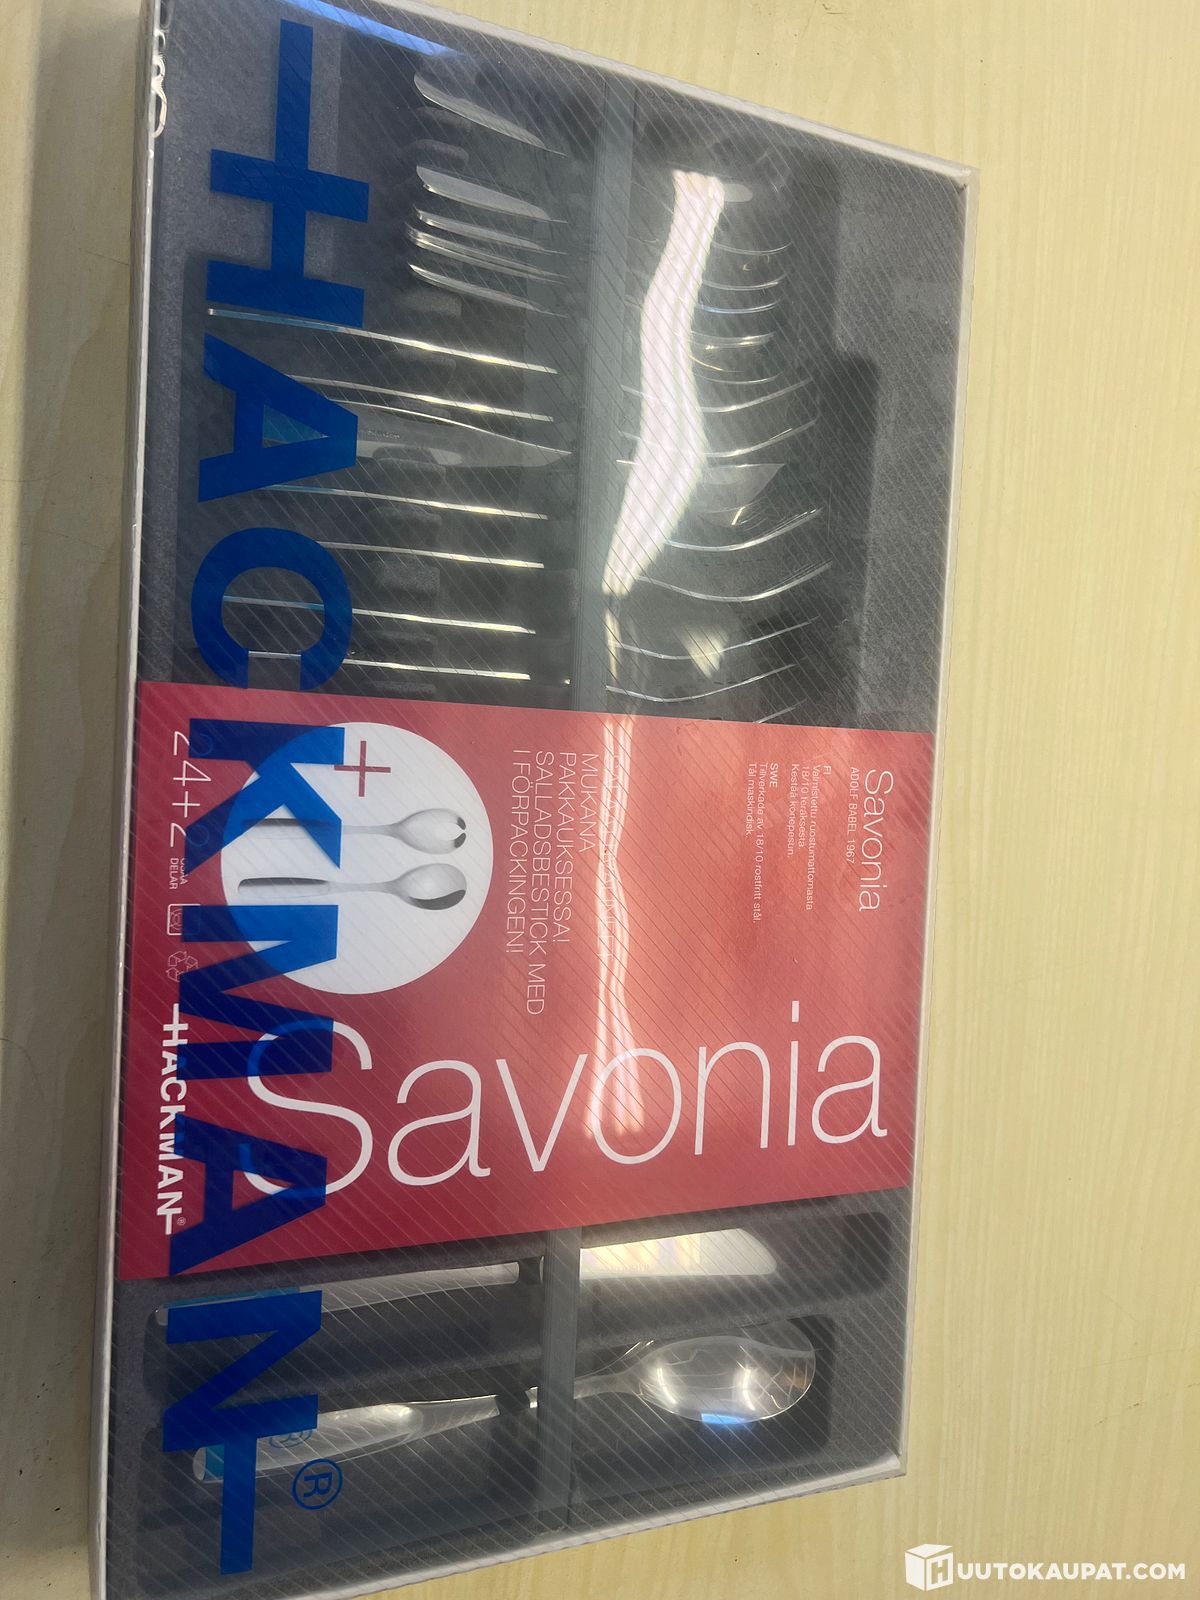 HACKMAN®
Savonia
ADOLF BABEL 1967
FI
Valmistettu ruostumattomasta
18/10 teräksestä.
Kestää konepesun.
SWE
Tillverkade av 18/10 rostfritt stål.
Tål maskindisk.
MUKANA
PAKKAUKSESSA!
SALLADSBESTICK MED
I FÖRPACKINGEN!
+
24+2
DELAR
Savonia
HACKMAN®
HUUTOKAUPAT.COM